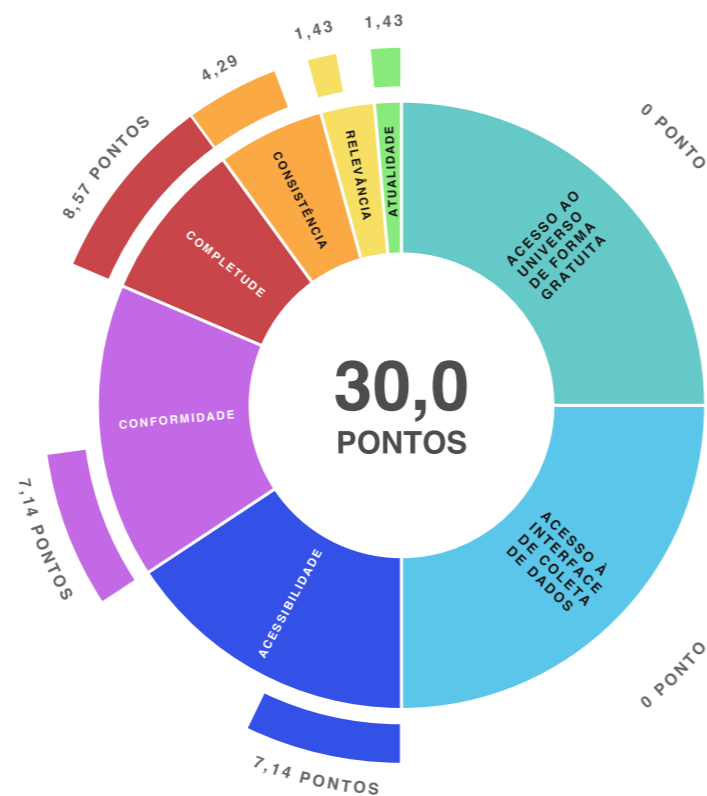 1,43
1,43
4,29
8,57 PONTOS
0 PONTO
ATUALIDADE
RELEVÂNCIA
CONSISTÊNCIA
COMPLETUDE
ACESSO AO
UNIVERSO
DE FORMA
GRATUITA
30,0
PONTOS
CONFORMIDADE
7,14 PONTOS
ACESSO À
INTERFACE
DE COLETA
DE DADOS
ACESSIBILIDADE
0 PONTO
7,14 PONTOS